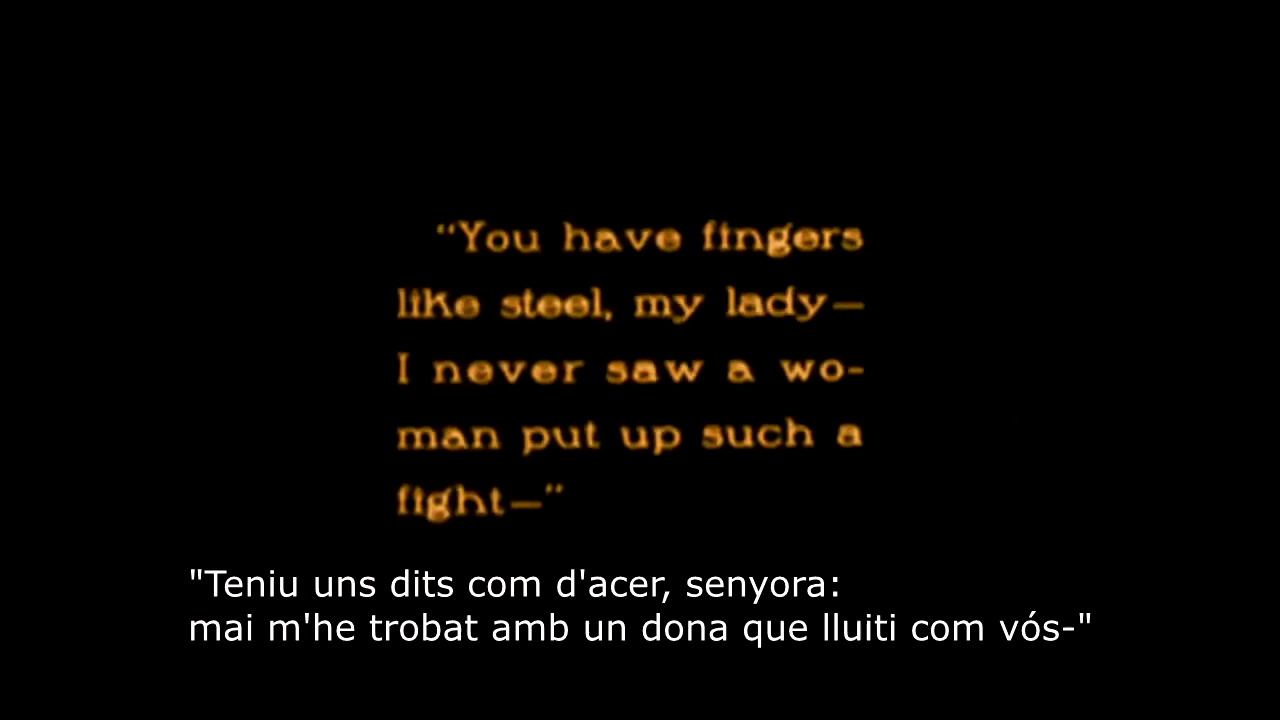 “You have fingers
like steel, my lady—
I never saw a wo-
man put up such a
fight—”
"Teniu uns dits com d'acer, senyora:
mai m'he trobat amb un dona que lluiti com vós-"